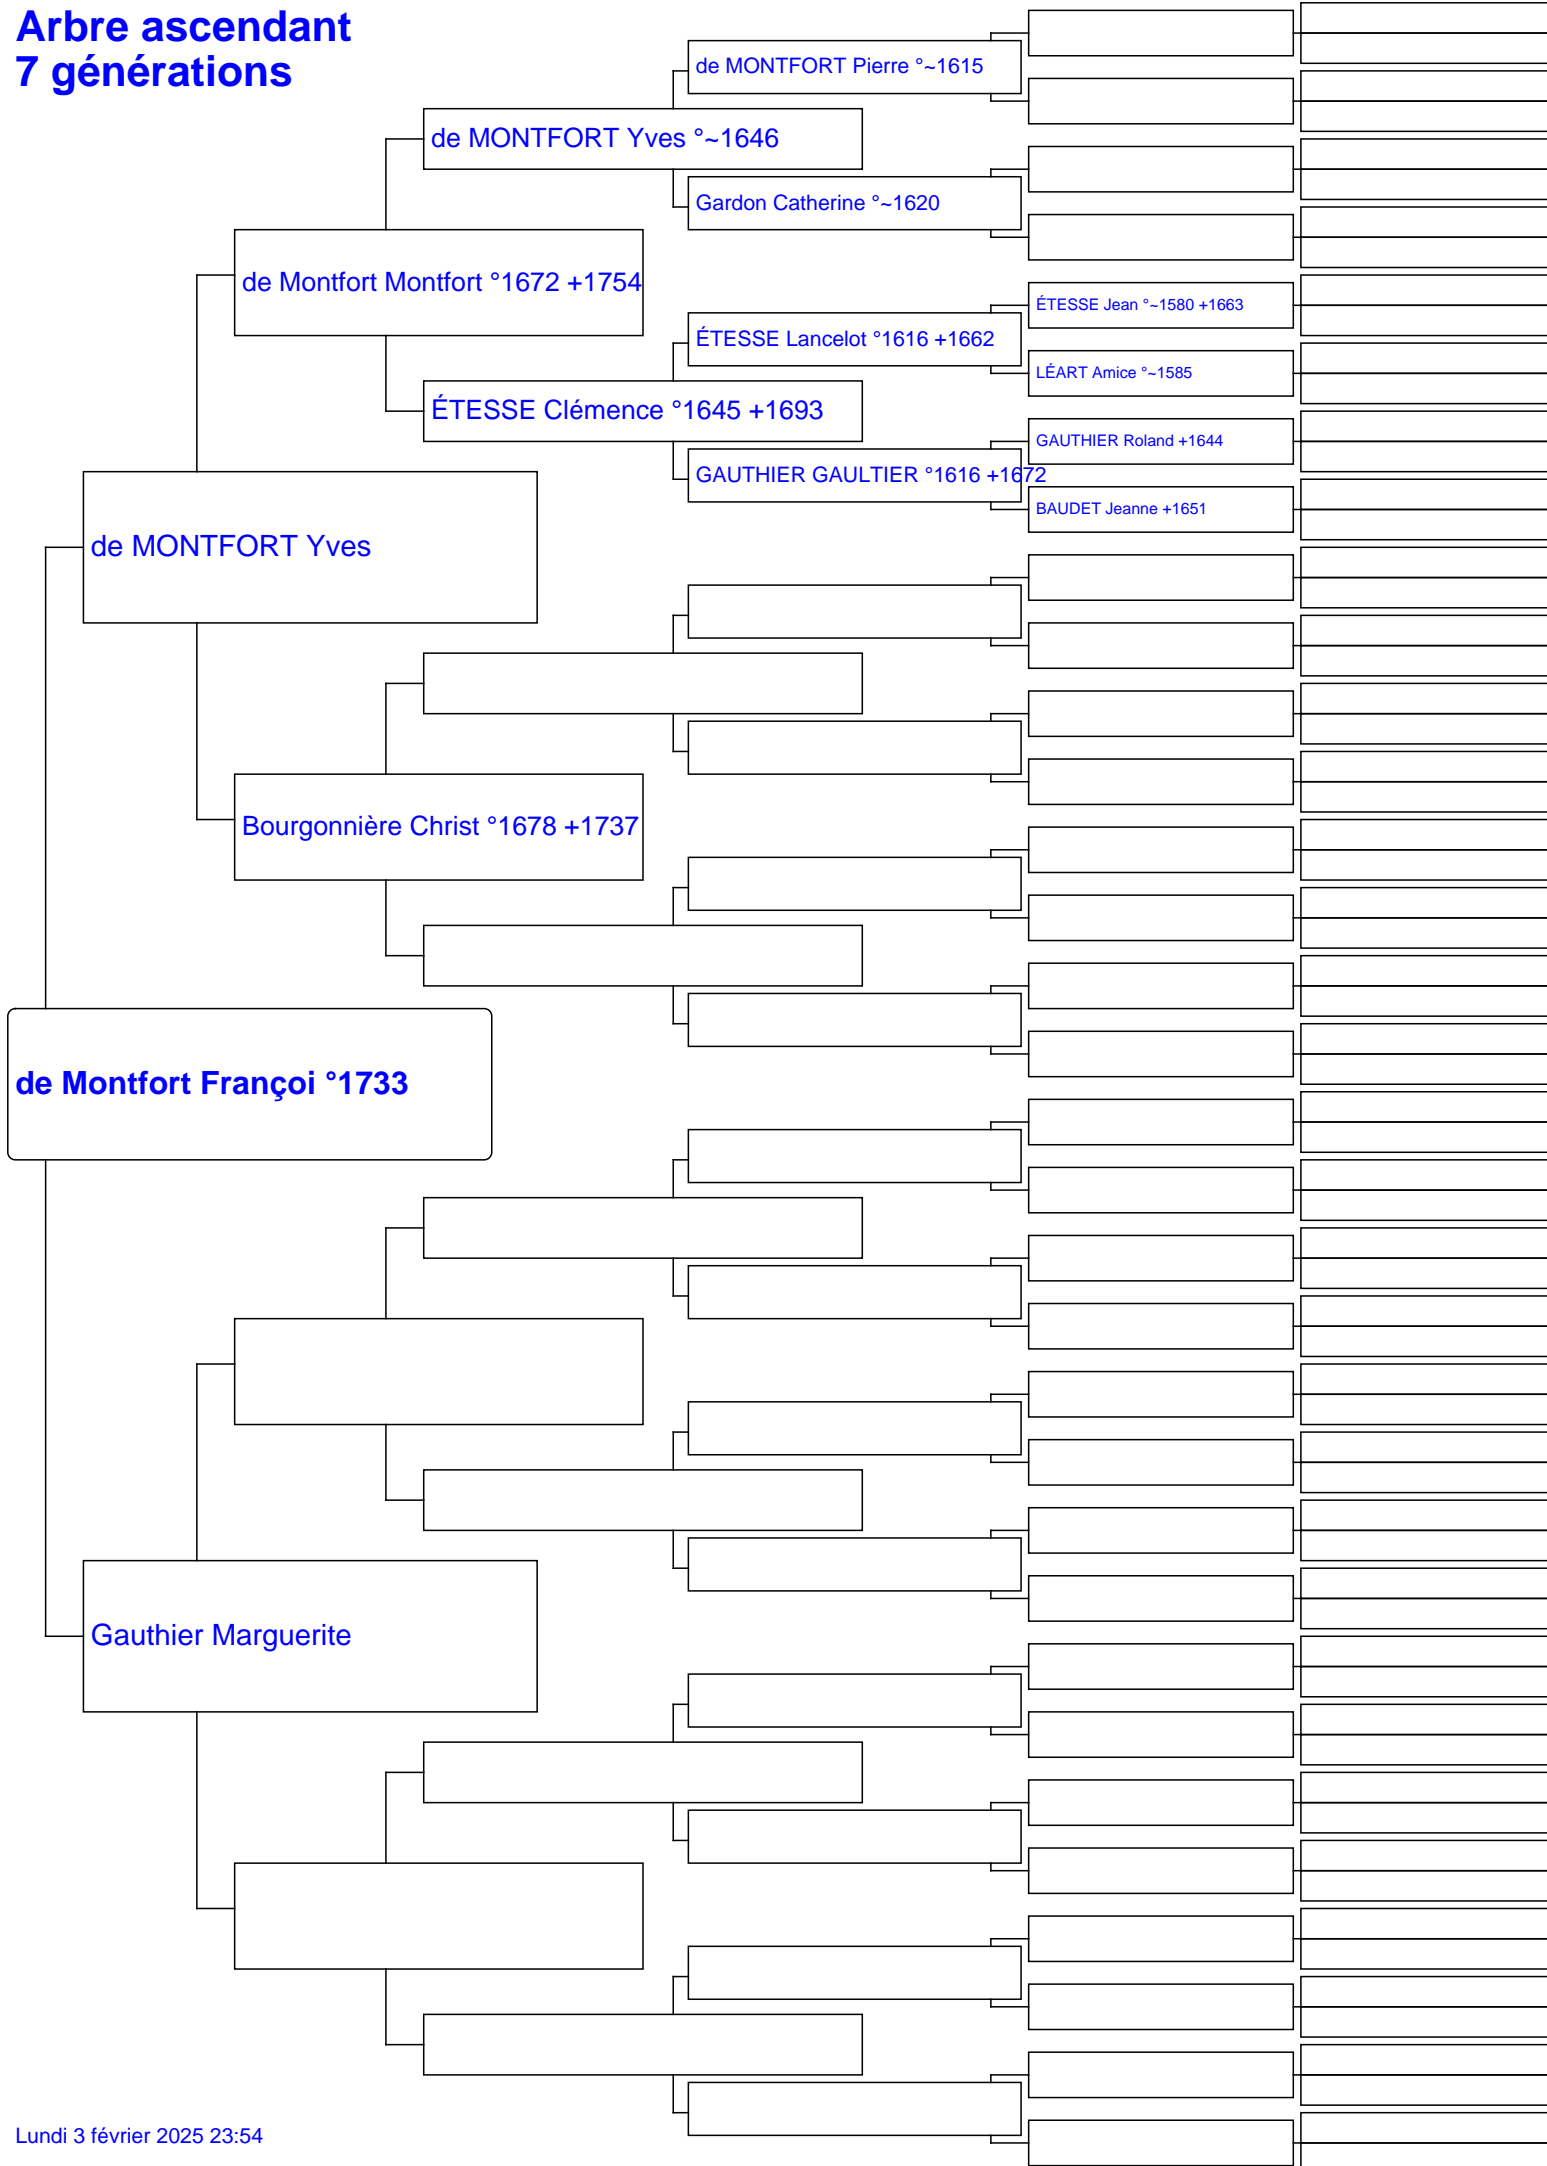 Arbre ascendant
7 générations
de MONTFORT Pierre °~1615
de MONTFORT Yves °~1646
Gardon Catherine °~1620
de Montfort Montfort °1672 +1754
ÉTESSE Jean °~1580 +1663
ÉTESSE Lancelot °1616 +1662
LÉART Amice °~1585
ÉTESSE Clémence °1645 +1693
GAUTHIER Roland +1644
GAUTHIER GAULTIER °1616 +1672
BAUDET Jeanne +1651
de MONTFORT Yves
Bourgonnière Christ °1678 +1737
de Montfort Françoi °1733
Gauthier Marguerite
Lundi 3 février 2025 23:54